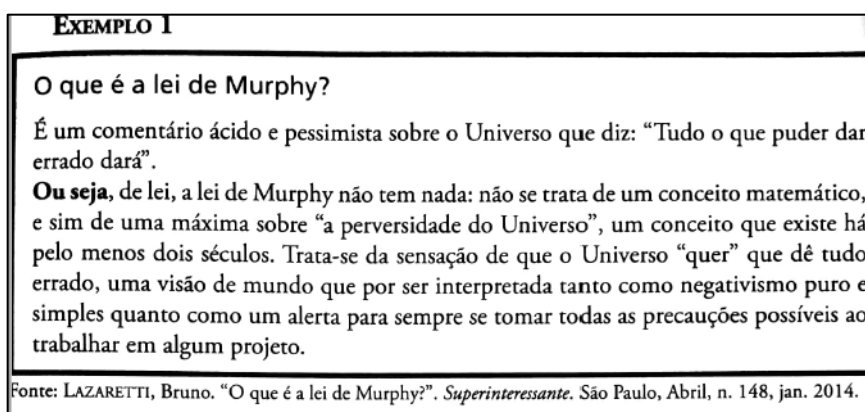 EXEMPLO 1
O que é a lei de Murphy?
É um comentário ácido e pessimista sobre o Universo que diz: “Tudo o que puder dar
errado dará”.
Ou seja, de lei, a lei de Murphy não tem nada: não se trata de um conceito matemático,
e sim de uma máxima sobre “a perversidade do Universo”, um conceito que existe há
pelo menos dois séculos. Trata-se da sensação de que o Universo “quer” que dê tudo
errado, uma visão de mundo que por ser interpretada tanto como negativismo puro e
simples quanto como um alerta para sempre se tomar todas as precauções possíveis ao
trabalhar em algum projeto.
Fonte: LAZARETTI, Bruno. “O que é a lei de Murphy?”. Superinteressante. São Paulo, Abril, n. 148, jan. 2014.